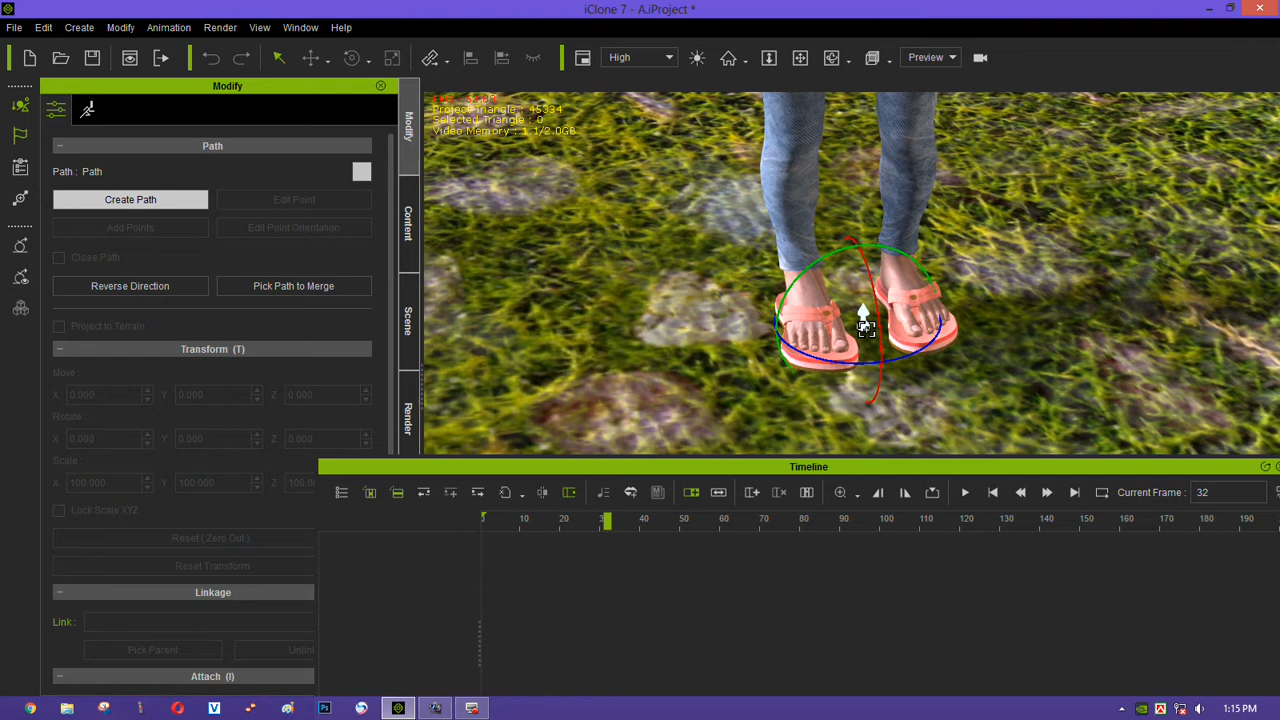 iClone 7 - A.iProject *
File Edit Create Modify Animation Render View Window Help
High Preview
Modify
Path
Path : Path
Create Path Edit Point
Add Points Edit Point Orientation
Close Path
Reverse Direction Pick Path to Merge
Project to Terrain
Transform (T)
Move
X 0.000 Y 0.000 Z 0.000
Rotate :
X 0.000 Y 0.000 Z 0.000
Scale :
X 100.000 Y 100.000 Z 100.0
Lock Scale XYZ
Reset ( Zero Out )
Reset Transform
Linkage
Link :
Pick Parent Unlin
Attach (I)
Modify
Content
Scene
Render
Project Triangle : 45334
Selected Triangle : 0
Video Memory : 1.1/2.0GB
Timeline
Current Frame : 32
10 20 3 40 50 60 70 80 90 100 110 120 130 140 150 160 170 180 190
1:15 PM